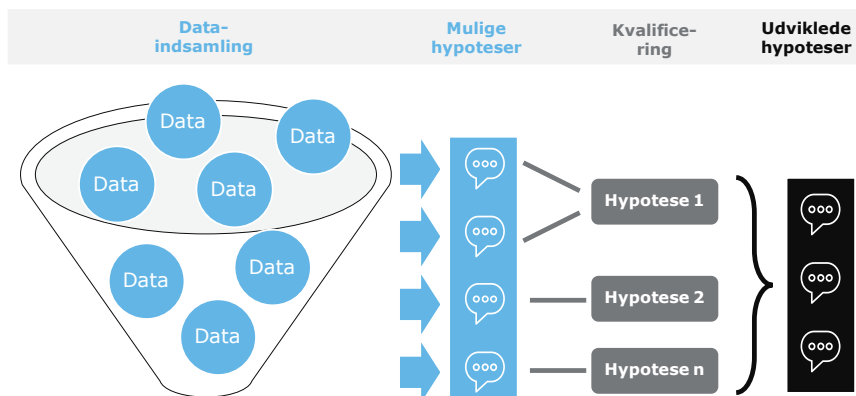 Data-
indsamling
Mulige
hypoteser
Kvalifice-
ring
Udviklede
hypoteser
Data
Data
Data
Data
Data
Data
Data
Hypotese 1
Hypotese 2
Hypotese n